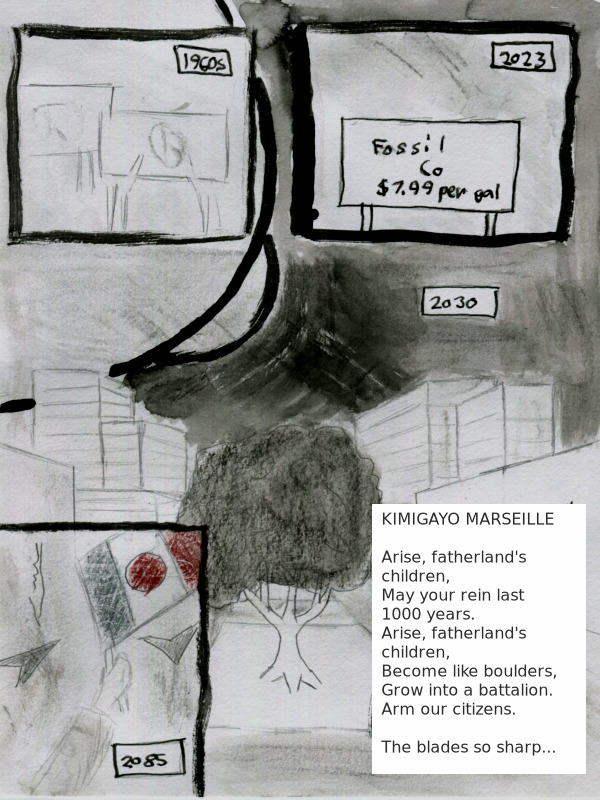 1960s
2023
Fossil
Co
$7.99 per gal
2030
KIMIGAYO MARSEILLE
Arise, fatherland's
children,
May your rein last
1000 years.
Arise, fatherland's
children,
Become like boulders,
Grow into a battalion.
Arm our citizens.
The blades so sharp...
2085